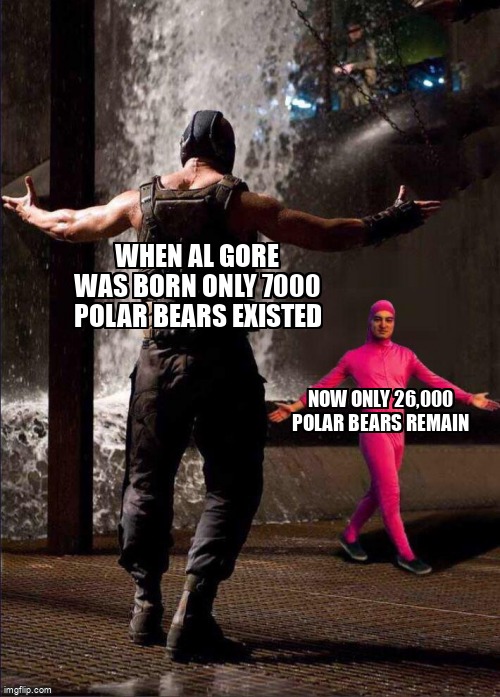 WHEN AL GORE
WAS BORN ONLY 7000
POLAR BEARS EXISTED
NOW ONLY 26,000
POLAR BEARS REMAIN
imgflip.com